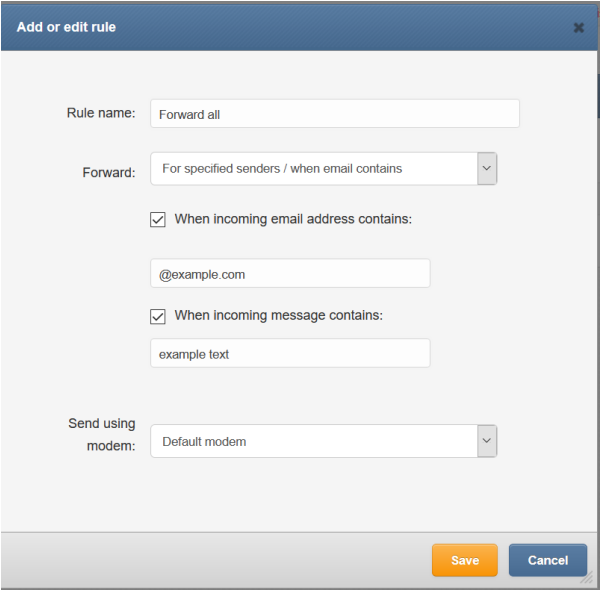 Add or edit rule
Rule name:
Forward all
Forward:
For specified senders / when email contains
When incoming email address contains:
@example.com
When incoming message contains:
example text
Send using
modem:
Default modem
Save
Cancel